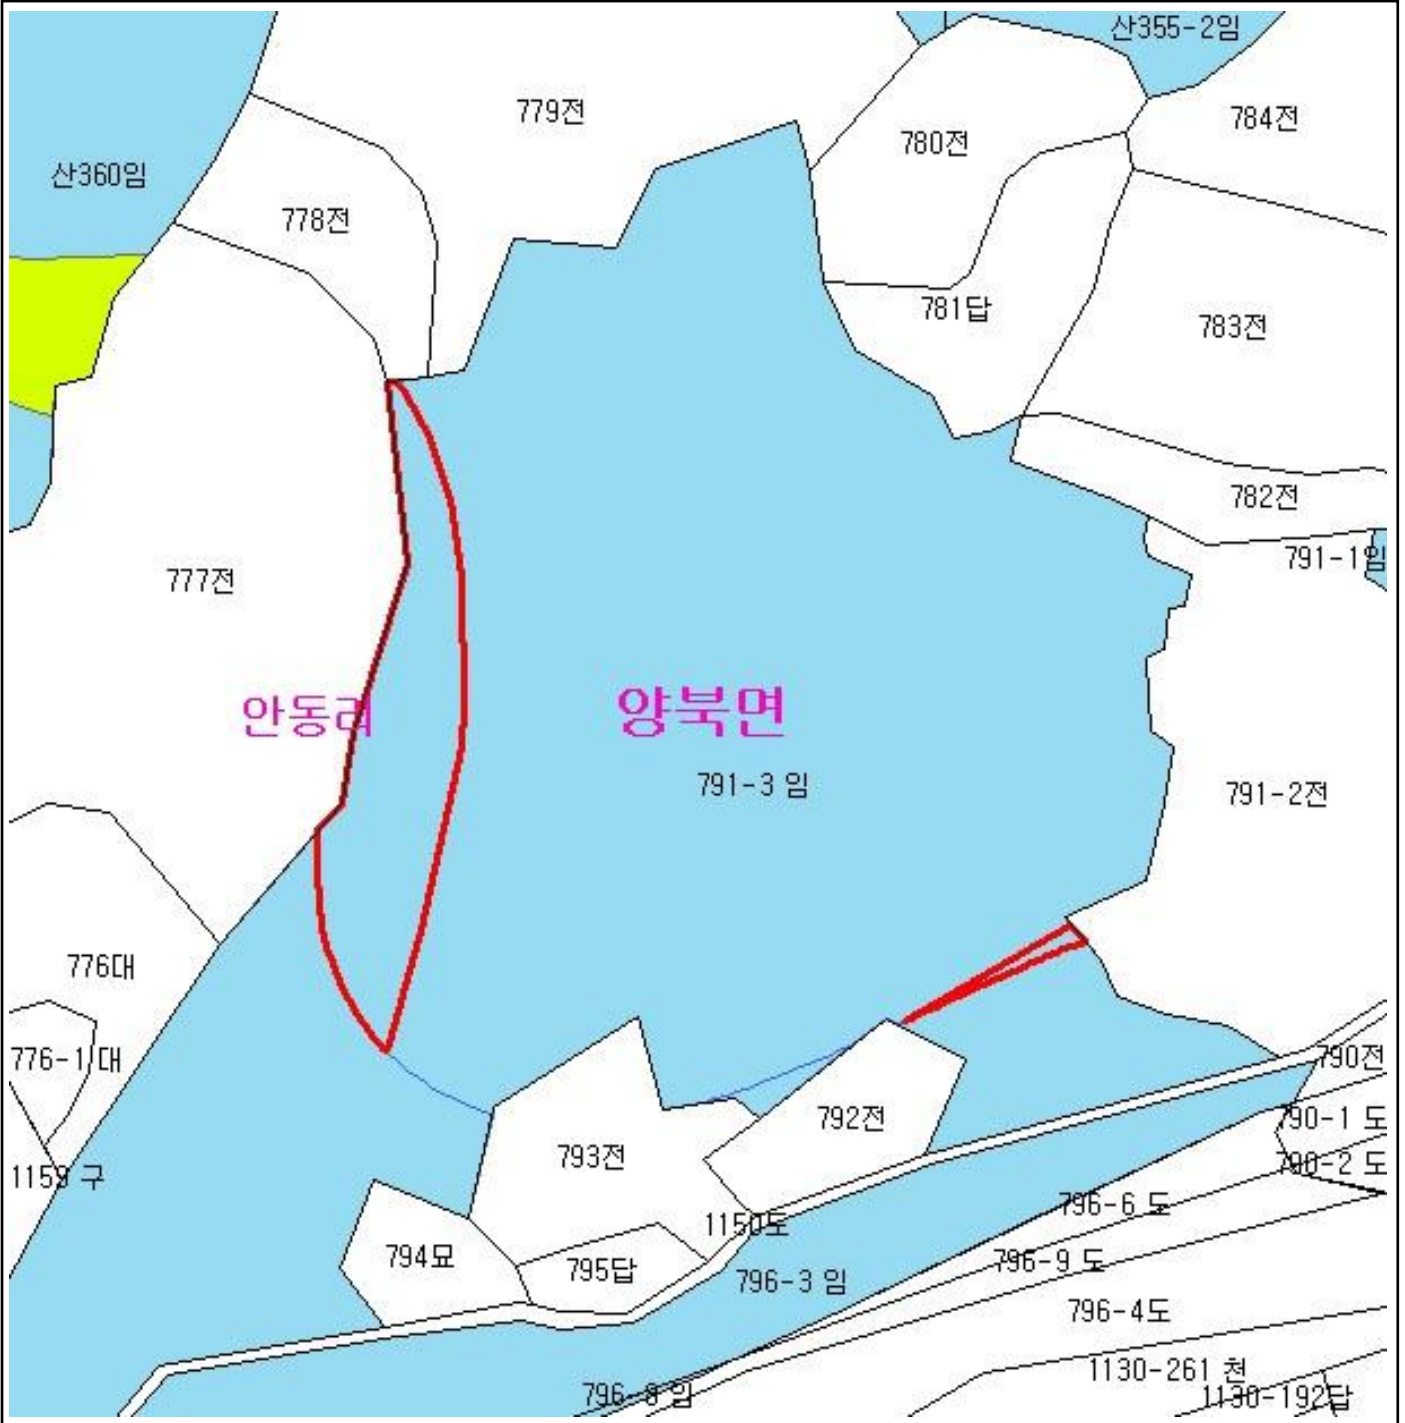 산355-2임
779전
784전
780전
산360임
778전
781답
783전
782전
791-1임
777전
안동리
양북면
791-3 임
791-2전
776대
776-1대
790전
790-1 도
792전
793전
790-2 도
1159 구
796-6 도
1150도
794묘
795답
796-9 도
796-3 임
796-4도
1130-261 천
796-8 임
1130-192답